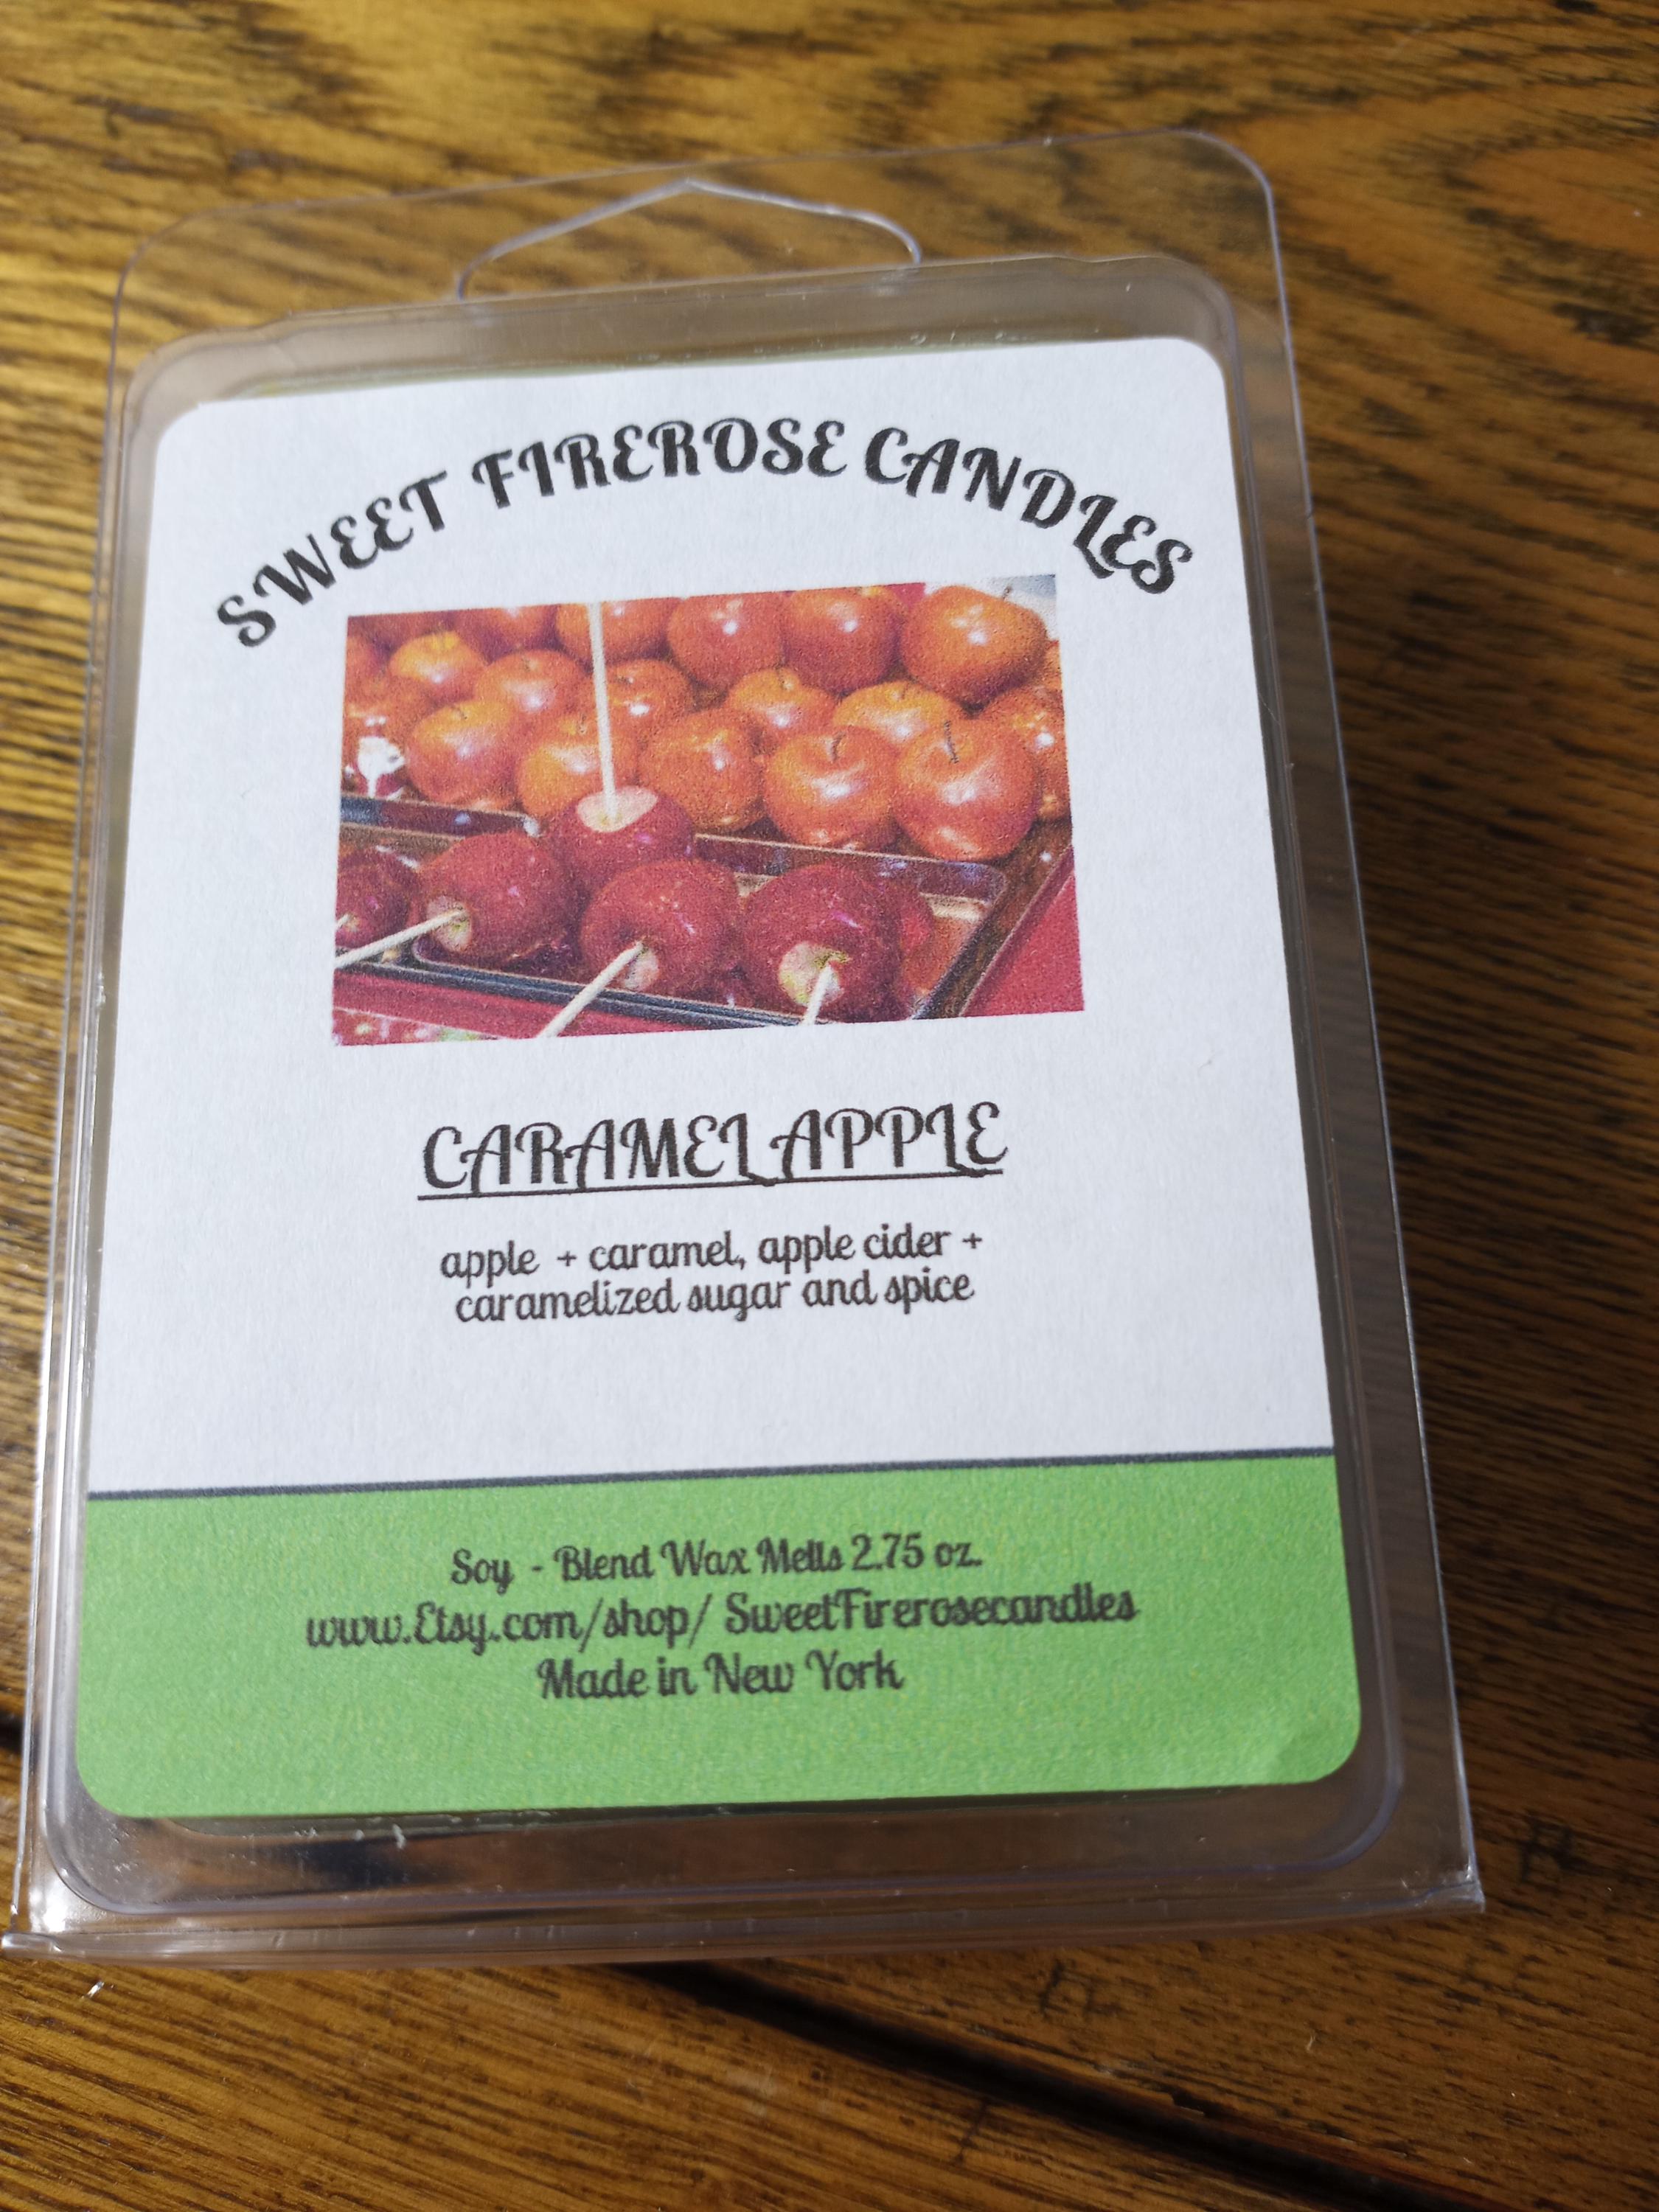 SWEET FIREROSE CANDLES
CARAMEL APPLE
apple + caramel, apple cider +
caramelized sugar and spice
Soy - Blend Wax Melts 2.75 oz.
www.Etsy.com/shop/ SweetFirerosecandles
Made in New York